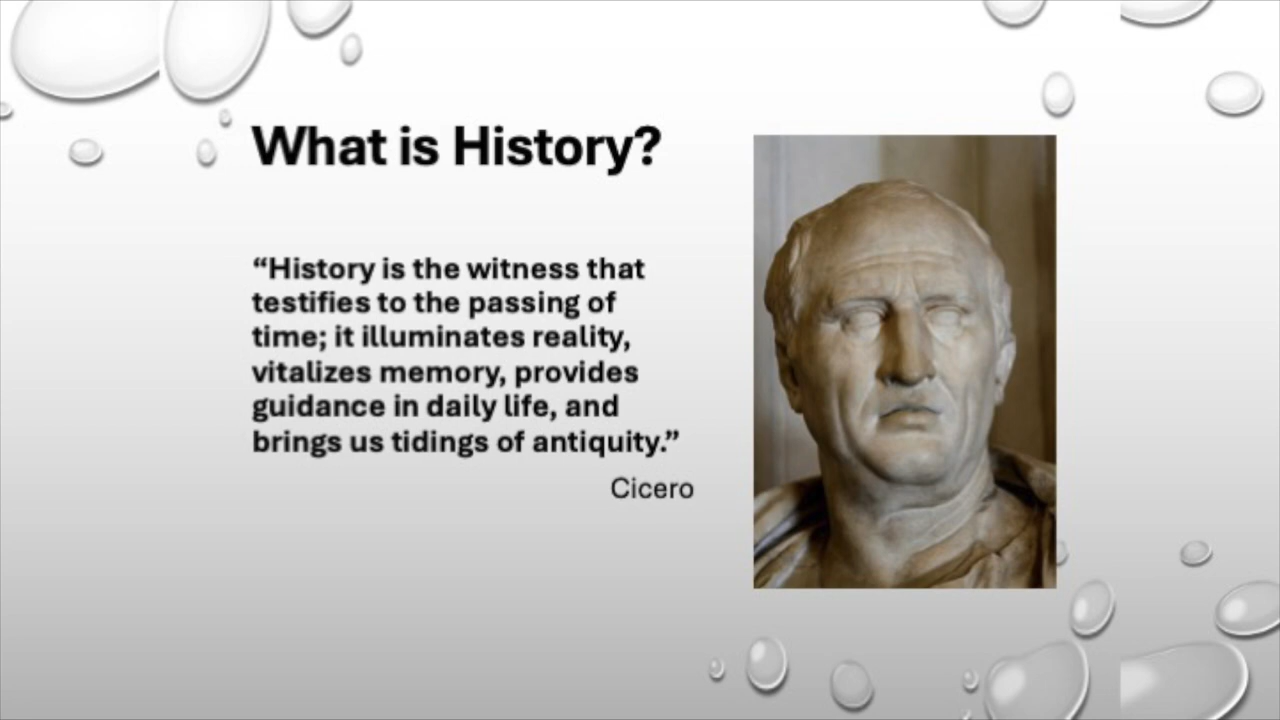 What is History?
“History is the witness that
testifies to the passing of
time; it illuminates reality,
vitalizes memory, provides
guidance in daily life, and
brings us tidings of antiquity.”
Cicero